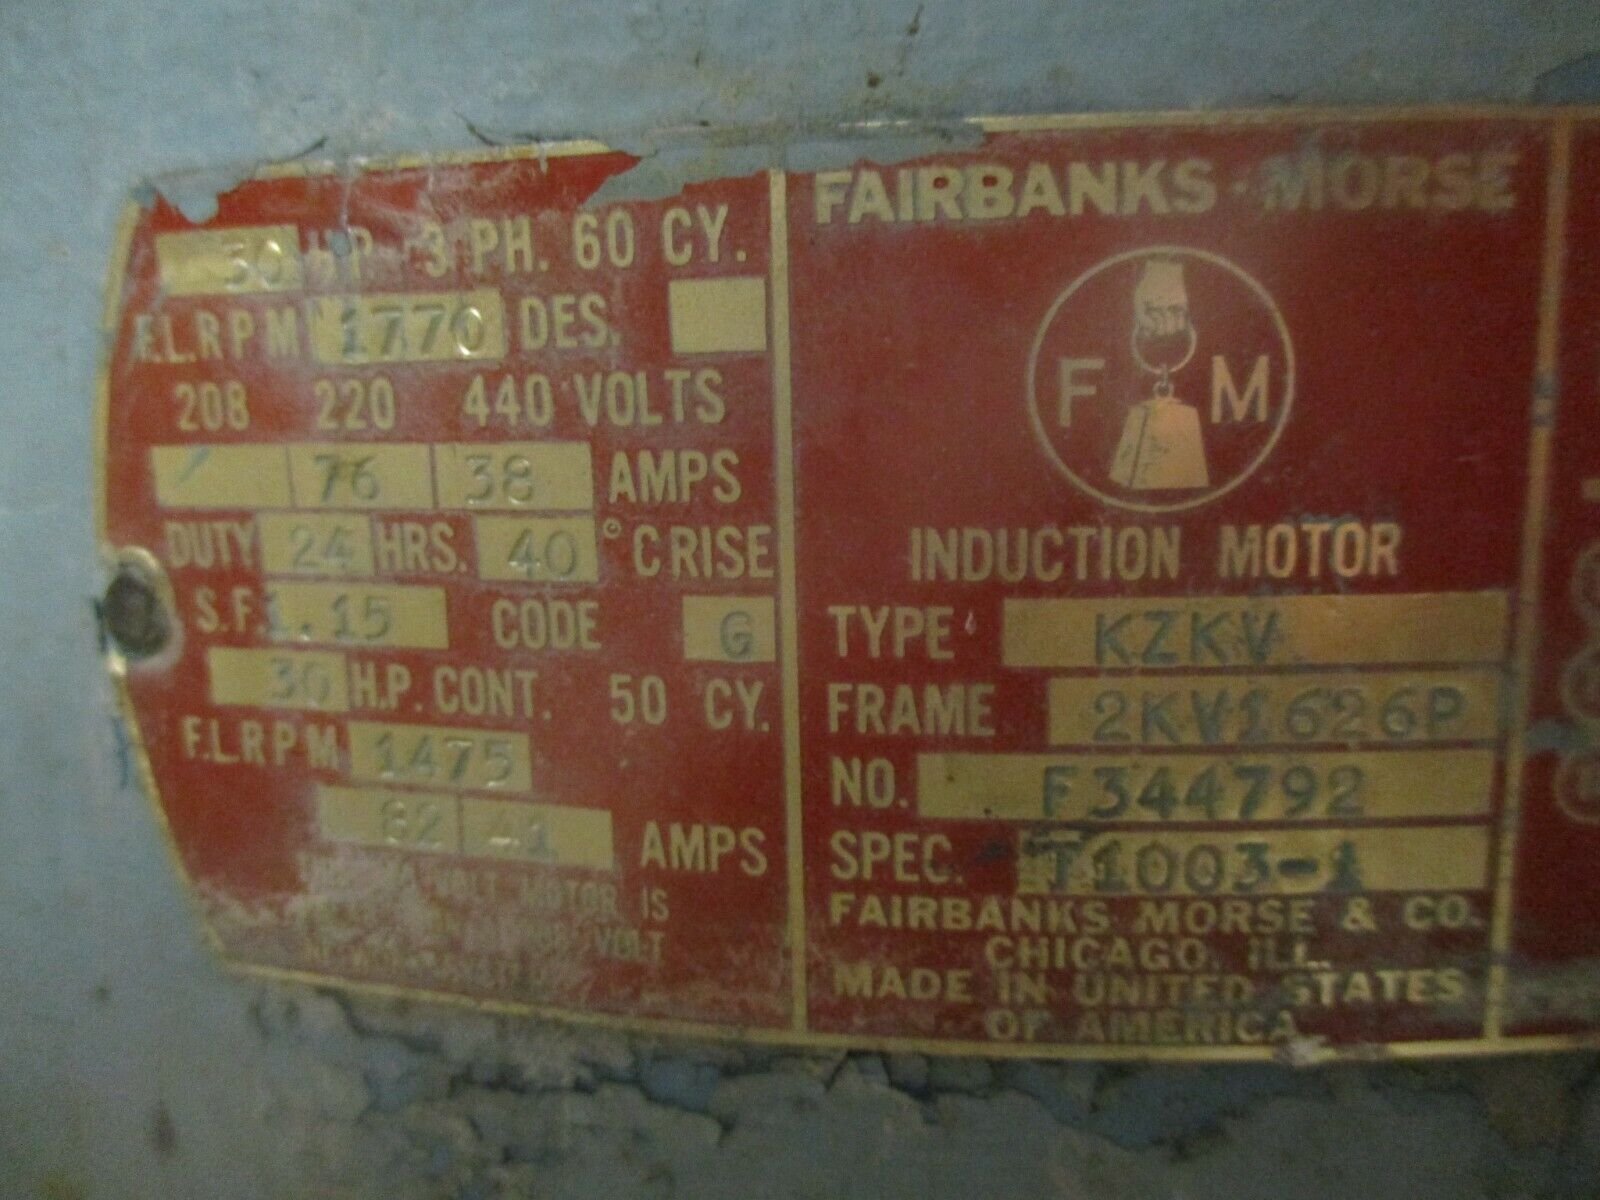 30 H.P. 3 PH. 60 CY.
F.L.RPM 1770 DES.
208 220 440 VOLTS
76 38 AMPS
DUTY 24 HRS. 40 °C RISE
S.F. 1.15 CODE G
30 H.P. CONT. 50 CY.
F.L.RPM 1475
82 41 AMPS
VOLT MOTOR IS
VOLT
FAIRBANKS-MORSE
F M
INDUCTION MOTOR
TYPE KZKV
FRAME 2KV1626P
NO. F344792
SPEC. T1003-1
FAIRBANKS MORSE & CO.
CHICAGO, ILL.
MADE IN UNITED STATES
OF AMERICA